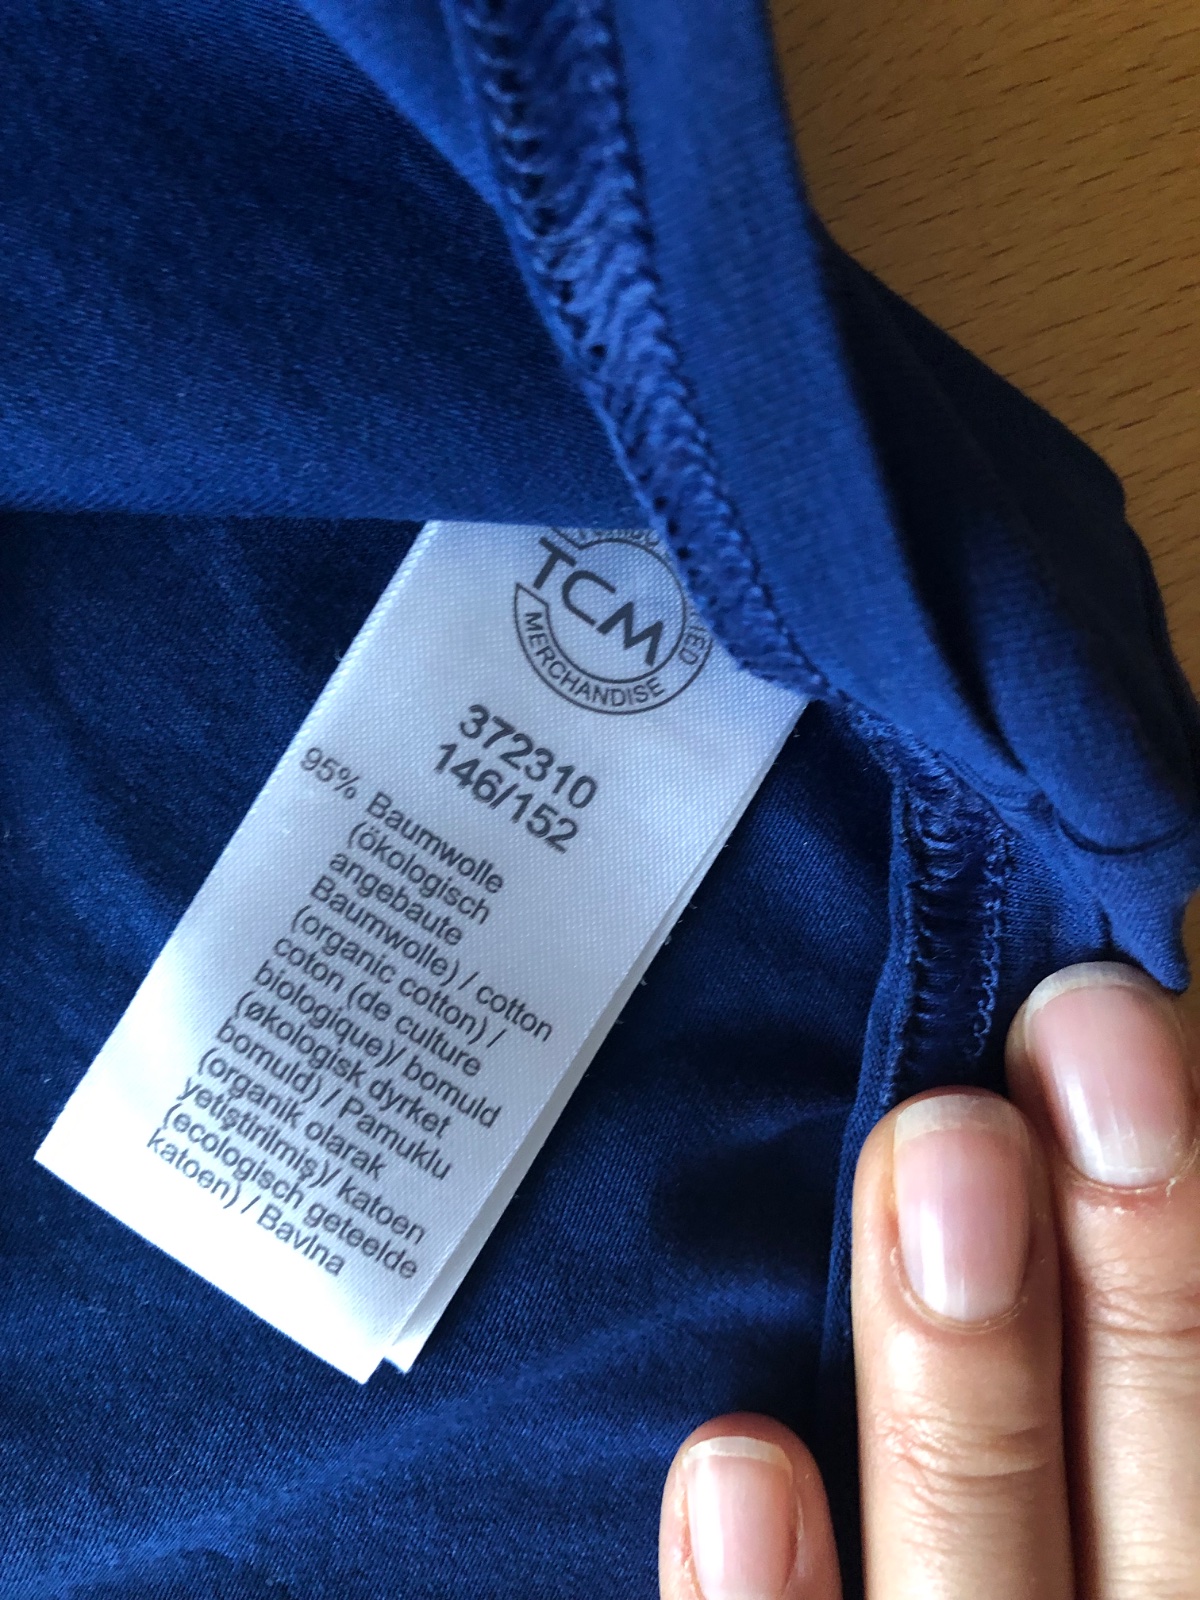 TCM
MERCHANDISE
372310
146/152
95% Baumwolle
(ökologisch
angebaute
Baumwolle) / cotton
(organic cotton) /
coton (de culture
biologique)/ bomuld
(økologisk dyrket
bomuld) / Pamuklu
(organik olarak
yetiştirilmiş)/ katoen
(ecologisch geteelde
katoen) / Bavlna